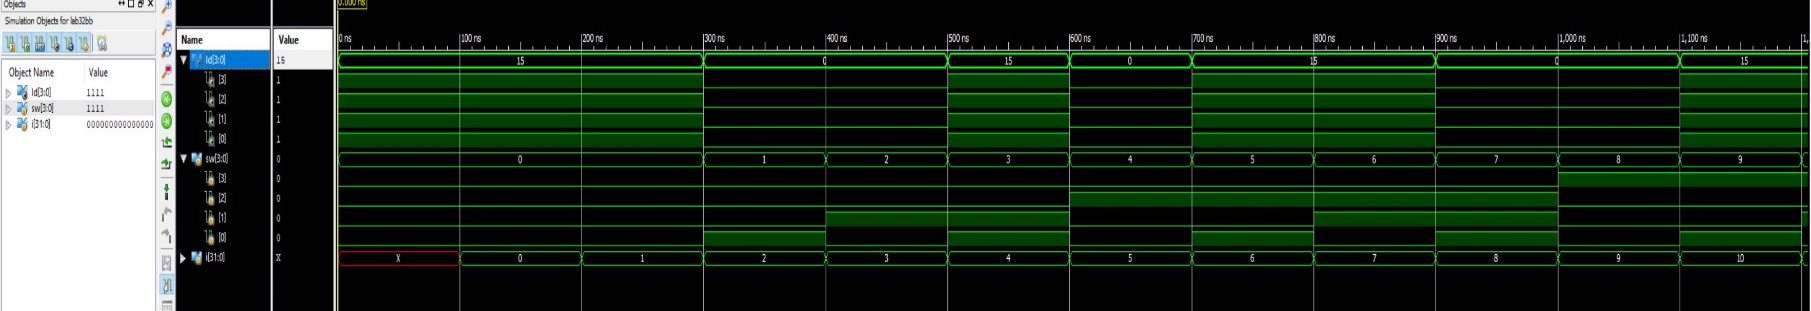 Objects
Simulation Objects for lab32bb
Object Name Value
ld[3:0] 1111
sw[3:0] 1111
i[31:0] 00000000000000
0.000 ns
Name Value
0 ns 100 ns 200 ns 300 ns 400 ns 500 ns 600 ns 700 ns 800 ns 900 ns 1,000 ns 1,100 ns 1,
ld[3:0] 15 15 0 15 0 15 0 15
[3] 1
[2] 1
[1] 1
[0] 1
sw[3:0] 0 0 1 2 3 4 5 6 7 8 9
[3] 0
[2] 0
[1] 0
[0] 0
i[31:0] X X 0 1 2 3 4 5 6 7 8 9 10